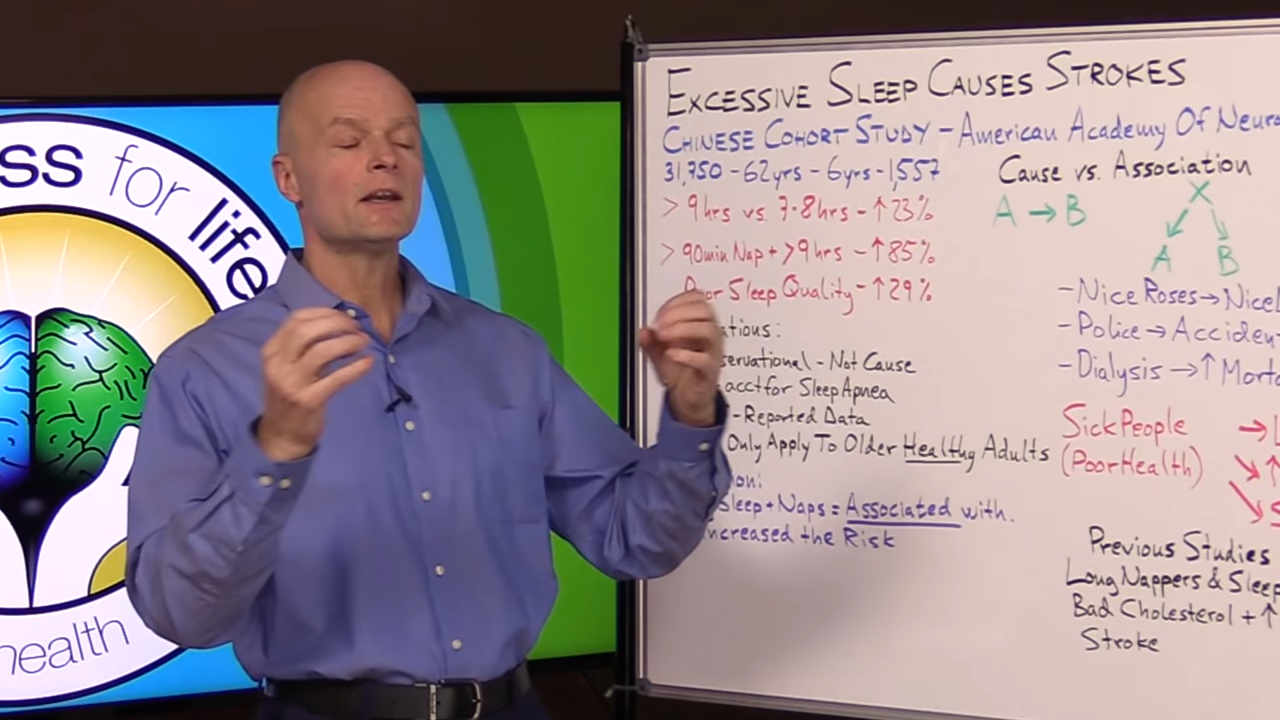 ss for life
health
EXCESSIVE SLEEP CAUSES STROKES
CHINESE COHORT STUDY - American Academy Of Neuro
31,750 - 62yrs - 6yrs - 1,557
> 9hrs vs. 7-8hrs - ↑23%
> 90min Nap + >9hrs - ↑85%
Poor Sleep Quality - ↑29%
ations:
servational - Not Cause
acct for Sleep Apnea
- Reported Data
Only Apply To Older Healthy Adults
on:
Sleep + Naps = Associated with.
ncreased the Risk
Cause vs. Association
A → B
X
A B
- Nice Roses → Nice
- Police → Acciden
- Dialysis → ↑ Morta
Sick People →
(Poor Health) ↑
Previous Studies
Long Nappers & Sleep
Bad Cholesterol + ↑
Stroke